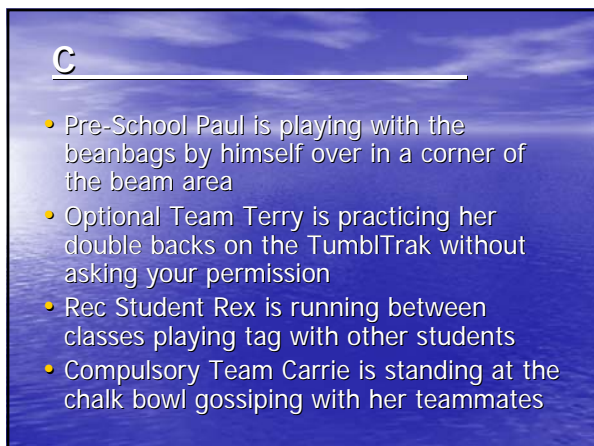 C
• Pre-School Paul is playing with the
beanbags by himself over in a corner of
the beam area
• Optional Team Terry is practicing her
double backs on the TumblTrak without
asking your permission
• Rec Student Rex is running between
classes playing tag with other students
• Compulsory Team Carrie is standing at the
chalk bowl gossiping with her teammates